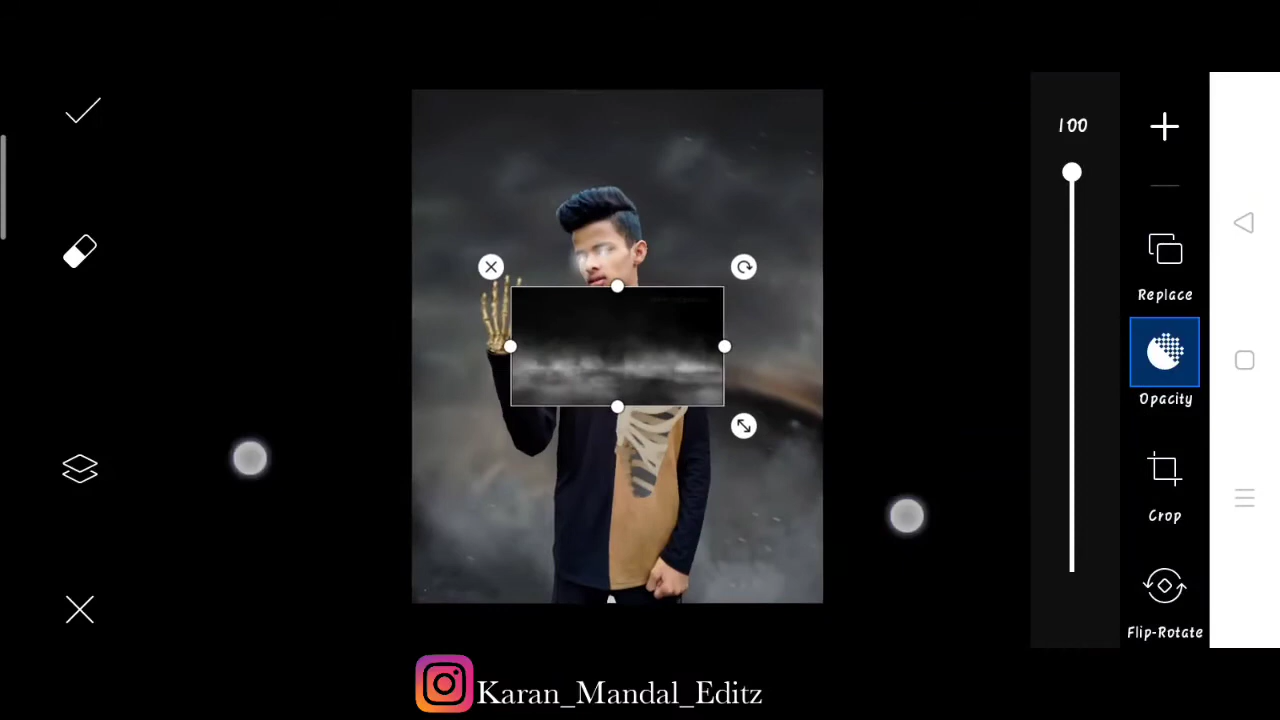 100
Replace
Opacity
Crop
Flip-Rotate
Karan_Mandal_Editz